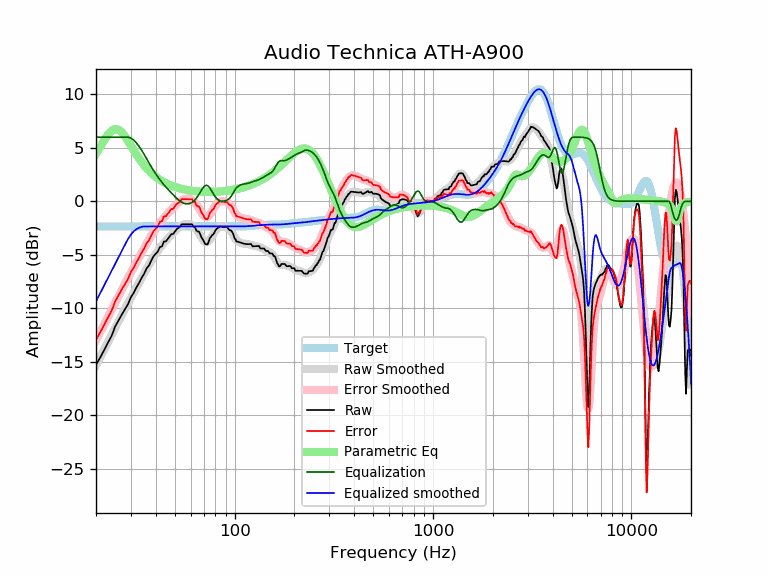 Audio Technica ATH-A900
Amplitude (dBr)
10
5
0
−5
−10
−15
−20
−25
Target
Raw Smoothed
Error Smoothed
Raw
Error
Parametric Eq
Equalization
Equalized smoothed
100 1000 10000
Frequency (Hz)